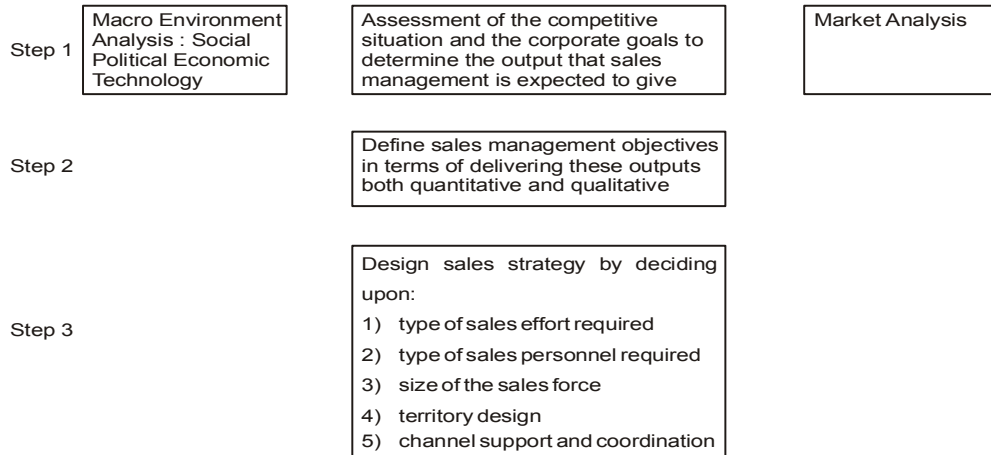 Step 1
Macro Environment
Analysis : Social
Political Economic
Technology
Assessment of the competitive
situation and the corporate goals to
determine the output that sales
management is expected to give
Market Analysis
Step 2
Define sales management objectives
in terms of delivering these outputs
both quantitative and qualitative
Step 3
Design sales strategy by deciding
upon:
1) type of sales effort required
2) type of sales personnel required
3) size of the sales force
4) territory design
5) channel support and coordination